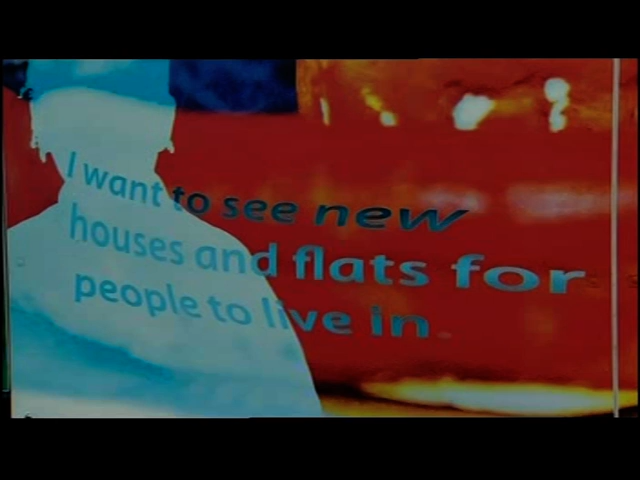 I want to see new
houses and flats for
people to live in